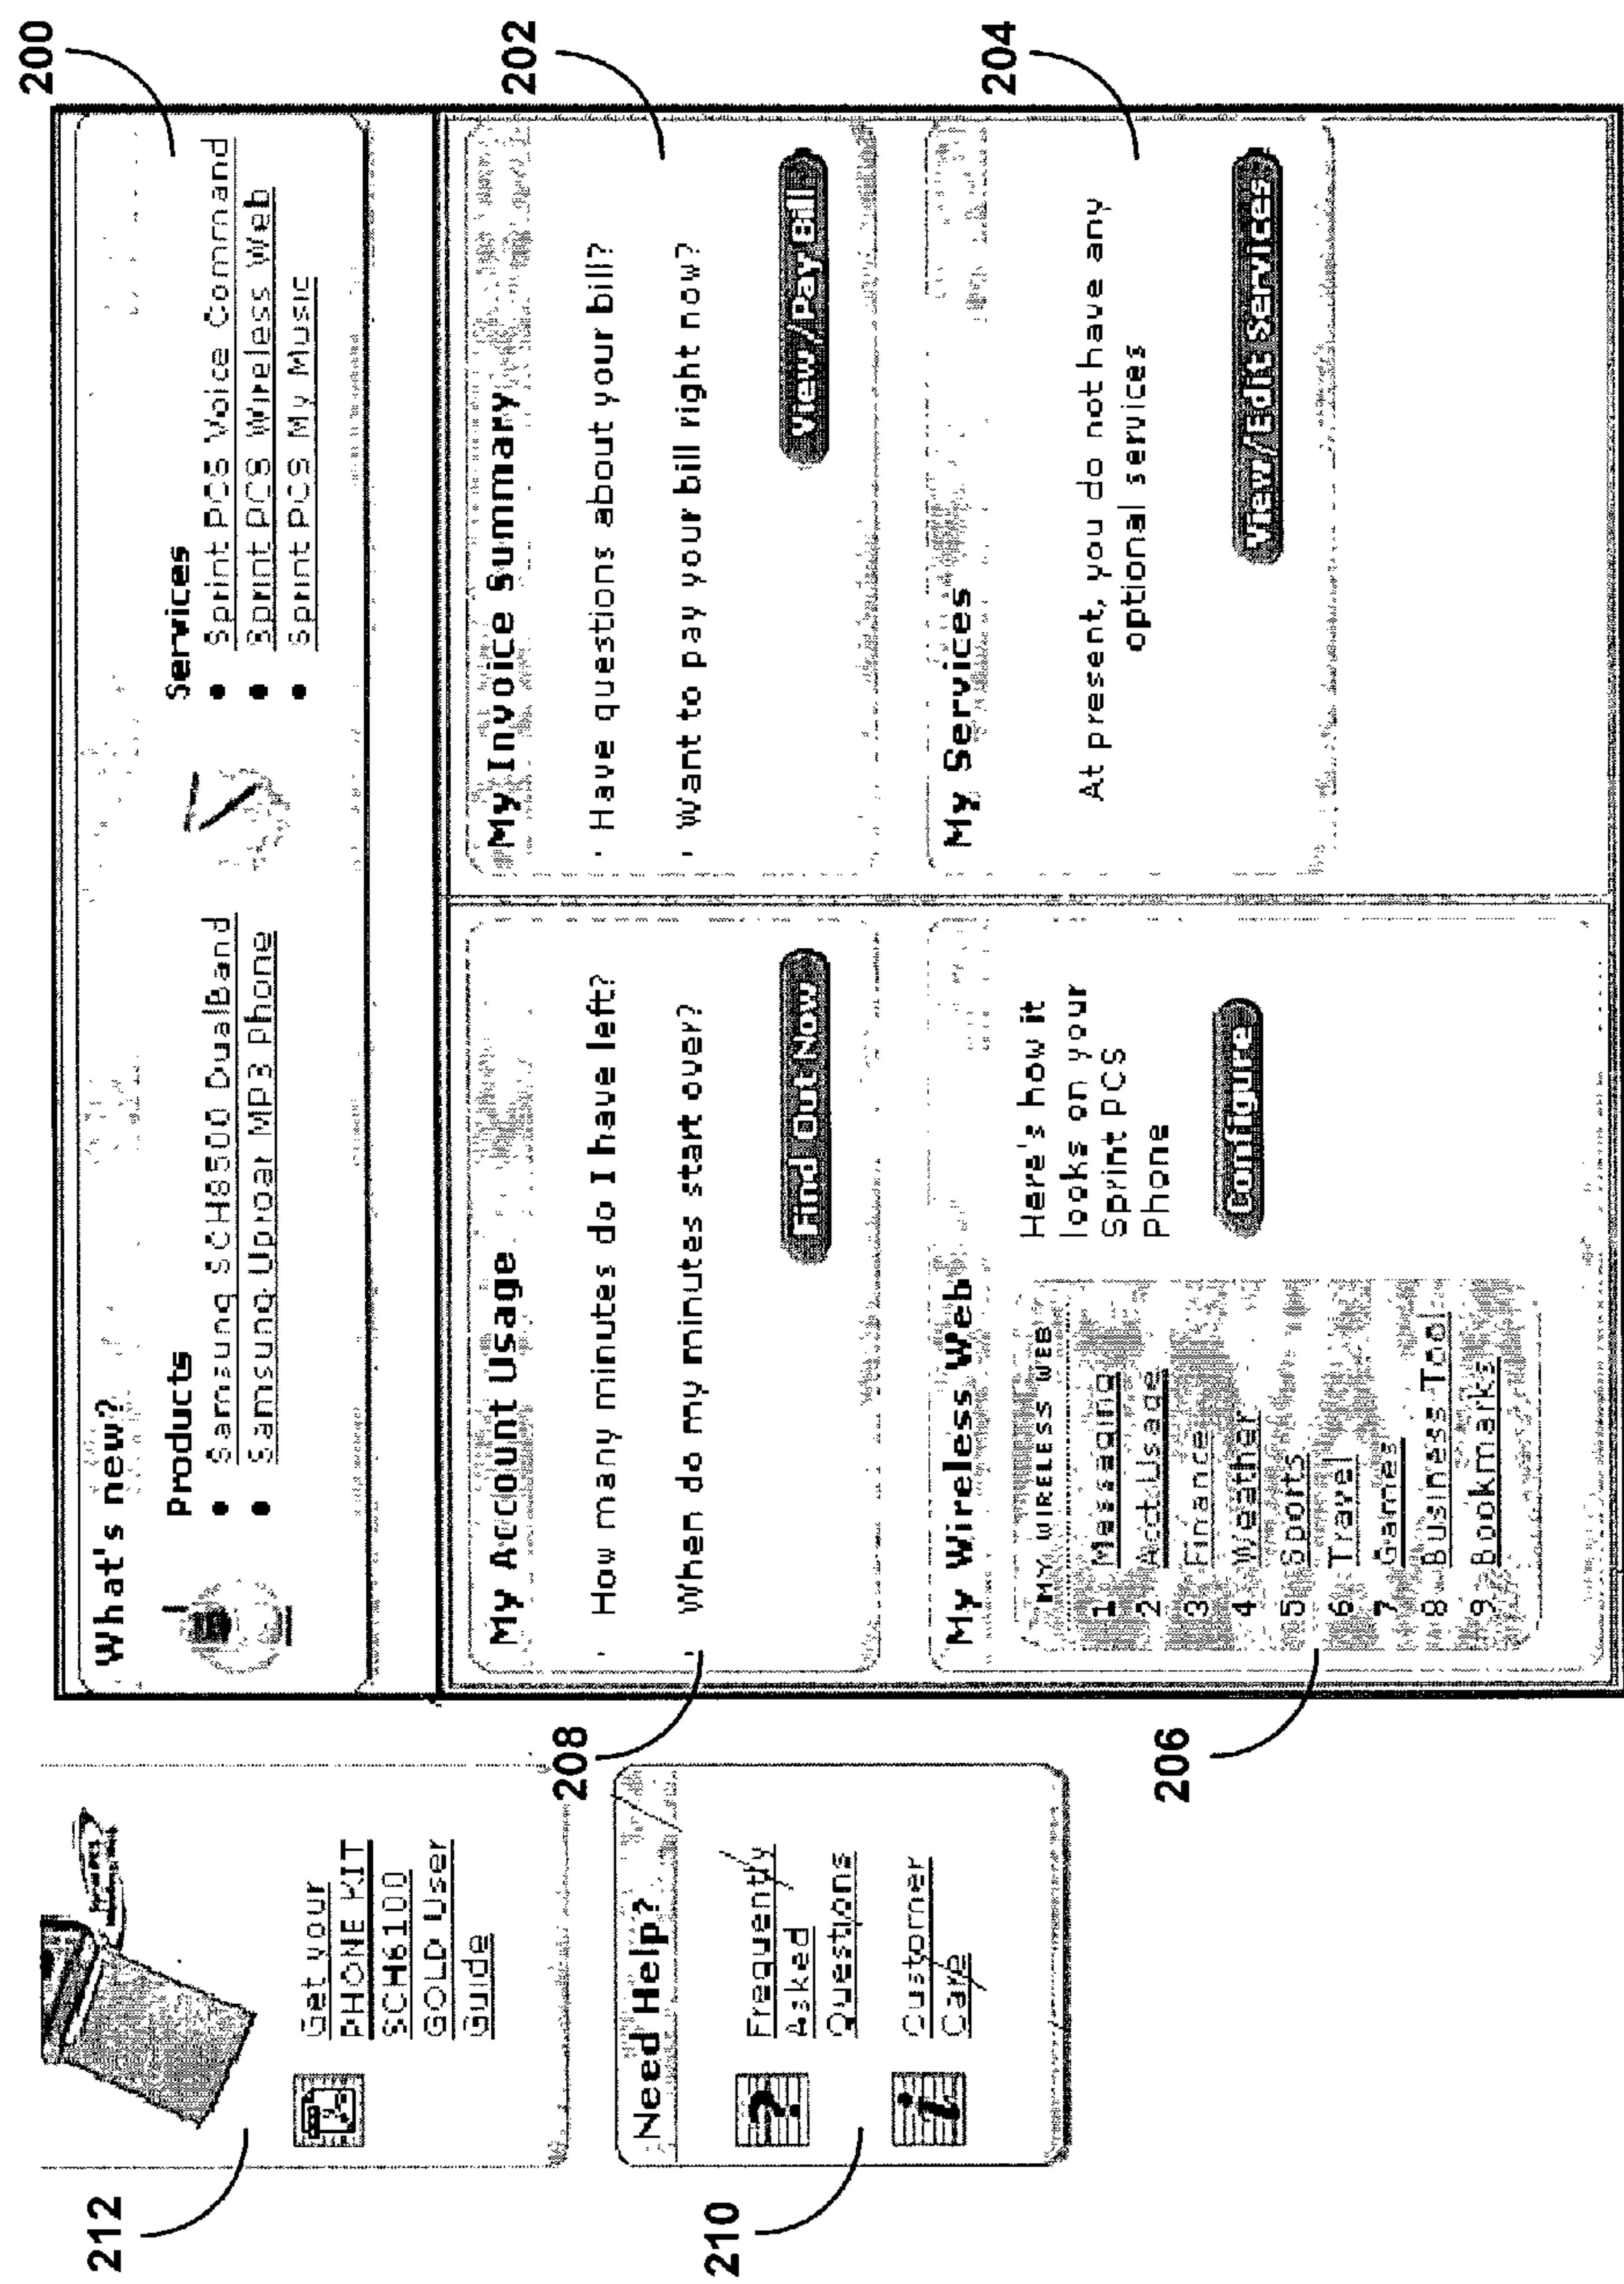 200
What's new?
Products
• Samsung SCH8500 DualBand
• Samsung Uproar MP3 Phone
Services
• Sprint PCS Voice Command
• Sprint PCS Wireless Web
• Sprint PCS My Music
212
Get your
PHONE KIT
SCH6100
GOLD User
Guide
208
My Account Usage
· How many minutes do I have left?
· When do my minutes start over?
Find Out Now
202
My Invoice Summary
· Have questions about your bill?
· Want to pay your bill right now?
View/Pay Bill
210
Need Help?
?
Frequently
Asked
Questions
i
Customer
Care
206
My Wireless Web
MY WIRELESS WEB
1 Messaging
2 Acct Usage
3 Finance
4 Weather
5 Sports
6 Travel
7 Games
8 Business Tool
9 Bookmarks
Here's how it
looks on your
Sprint PCS
Phone
Configure
204
My Services
At present, you do not have any
optional services
View/Edit Services